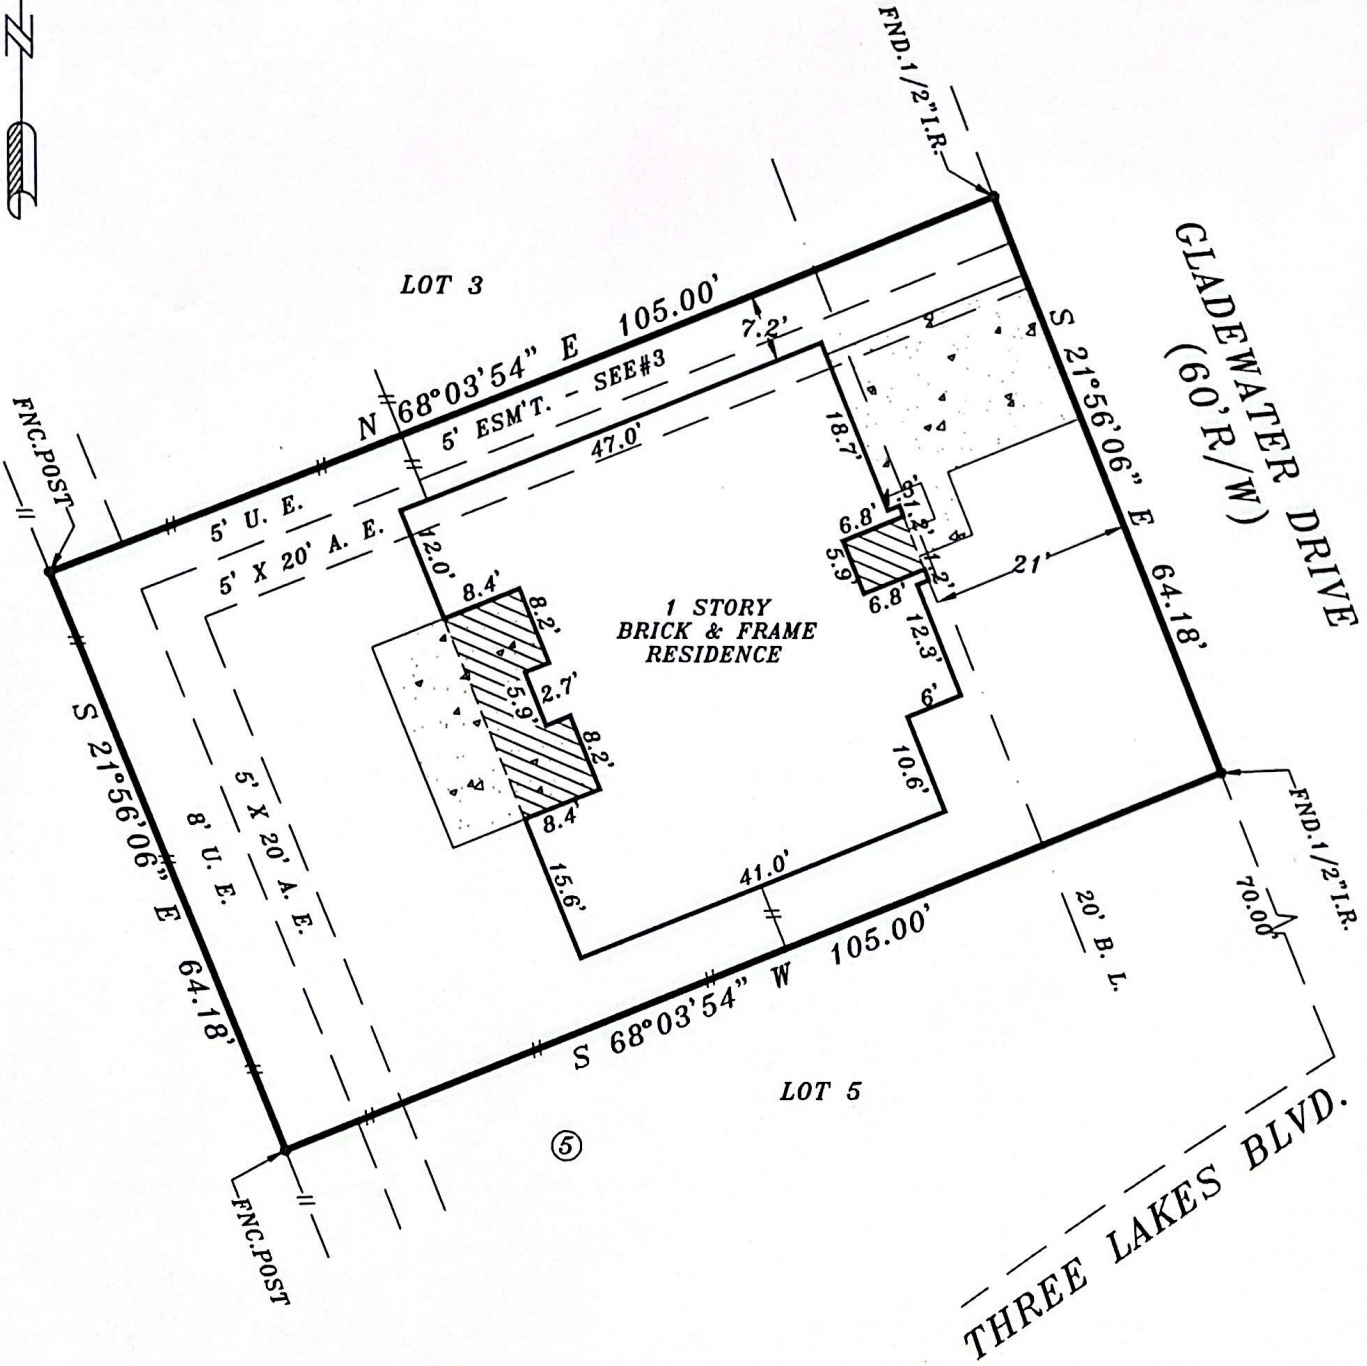 N
FND.1/2"I.R.
LOT 3
GLADEWATER DRIVE
(60'R/W)
N 68°03'54" E 105.00'
7.2'
5' ESM'T. - SEE#3
S 21°56'06" E 64.18'
FNC.POST
5' U. E.
5' X 20' A. E.
47.0'
18.7'
12.0'
8.4'
8.2'
2.7'
5.9'
8.2'
8.4'
1 STORY
BRICK & FRAME
RESIDENCE
1.2'
6.8'
5.9'
6.8'
1.2'
21'
12.3'
6'
10.6'
15.6'
41.0'
S 21°56'06" E 64.18'
8' U. E.
5' X 20' A. E.
S 68°03'54" W 105.00'
20' B. L.
70.00'
FND.1/2"I.R.
LOT 5
5
FNC.POST
THREE LAKES BLVD.